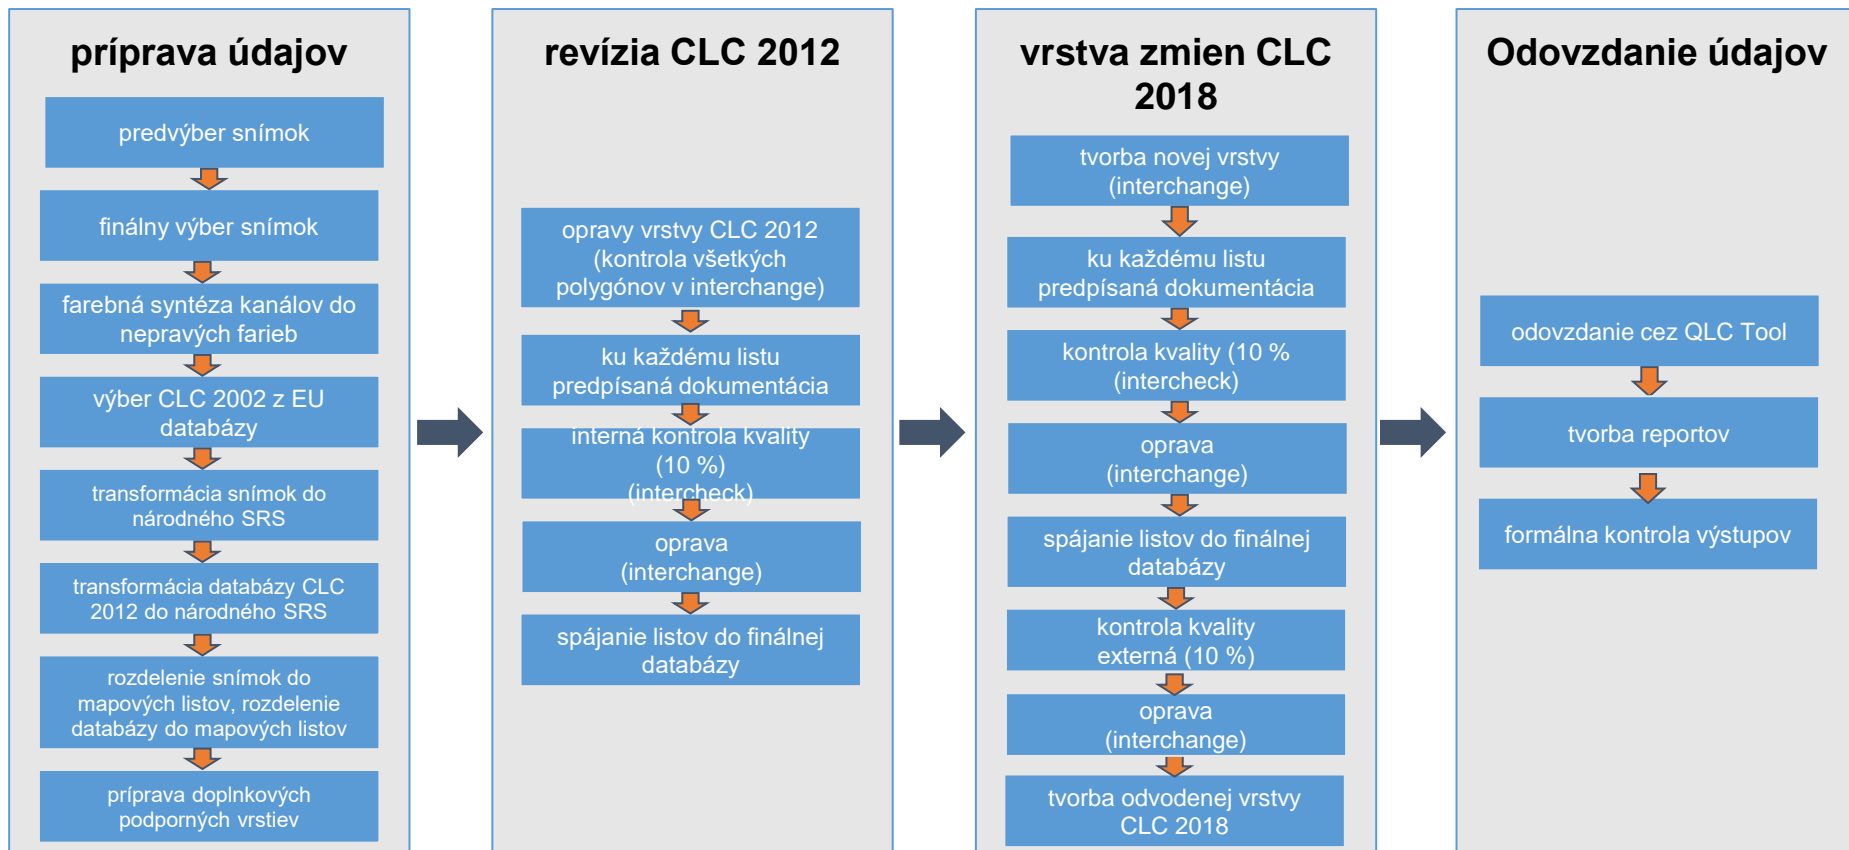 príprava údajov
predvýber snímok
finálny výber snímok
farebná syntéza kanálov do
nepravých farieb
výber CLC 2002 z EU
databázy
transformácia snímok do
národného SRS
transformácia databázy CLC
2012 do národného SRS
rozdelenie snímok do
mapových listov, rozdelenie
databázy do mapových listov
príprava doplnkových
podporných vrstiev
revízia CLC 2012
opravy vrstvy CLC 2012
(kontrola všetkých
polygónov v interchange)
ku každému listu
predpísaná dokumentácia
interná kontrola kvality
(10 %)
(intercheck)
oprava
(interchange)
spájanie listov do finálnej
databázy
vrstva zmien CLC
2018
tvorba novej vrstvy
(interchange)
ku každému listu
predpísaná dokumentácia
kontrola kvality (10 %
(intercheck)
oprava
(interchange)
spájanie listov do finálnej
databázy
kontrola kvality
externá (10 %)
oprava
(interchange)
tvorba odvodenej vrstvy
CLC 2018
Odovzdanie údajov
odovzdanie cez QLC Tool
tvorba reportov
formálna kontrola výstupov